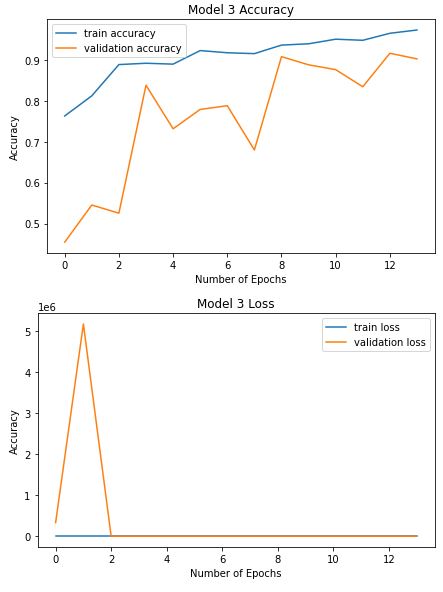 Model 3 Accuracy
train accuracy
validation accuracy
0.9
0.8
0.7
0.6
0.5
Accuracy
0 2 4 6 8 10 12
Number of Epochs
Model 3 Loss
1e6
train loss
validation loss
5
4
3
2
1
0
Accuracy
0 2 4 6 8 10 12
Number of Epochs